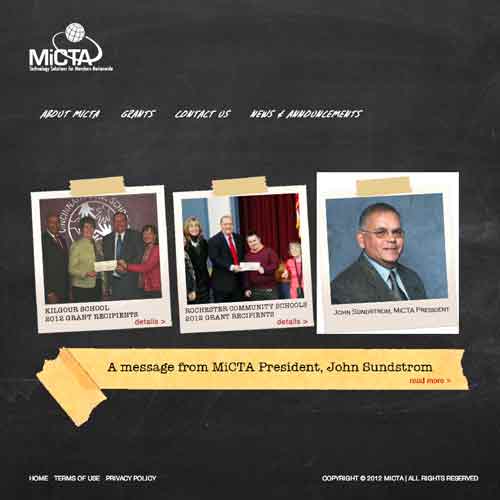 MiCTA
Technology Solutions for Members Nationwide
ABOUT MICTA GRANTS CONTACT US NEWS & ANNOUNCEMENTS
KILGOUR SCHOOL
2012 GRANT RECIPIENTS
details >
ROCHESTER COMMUNITY SCHOOLS
2012 GRANT RECIPIENTS
details >
JOHN SUNDSTROM, MICTA PRESIDENT
A message from MiCTA President, John Sundstrom
read more >
HOME TERMS OF USE PRIVACY POLICY
COPYRIGHT © 2012 MICTA | ALL RIGHTS RESERVED